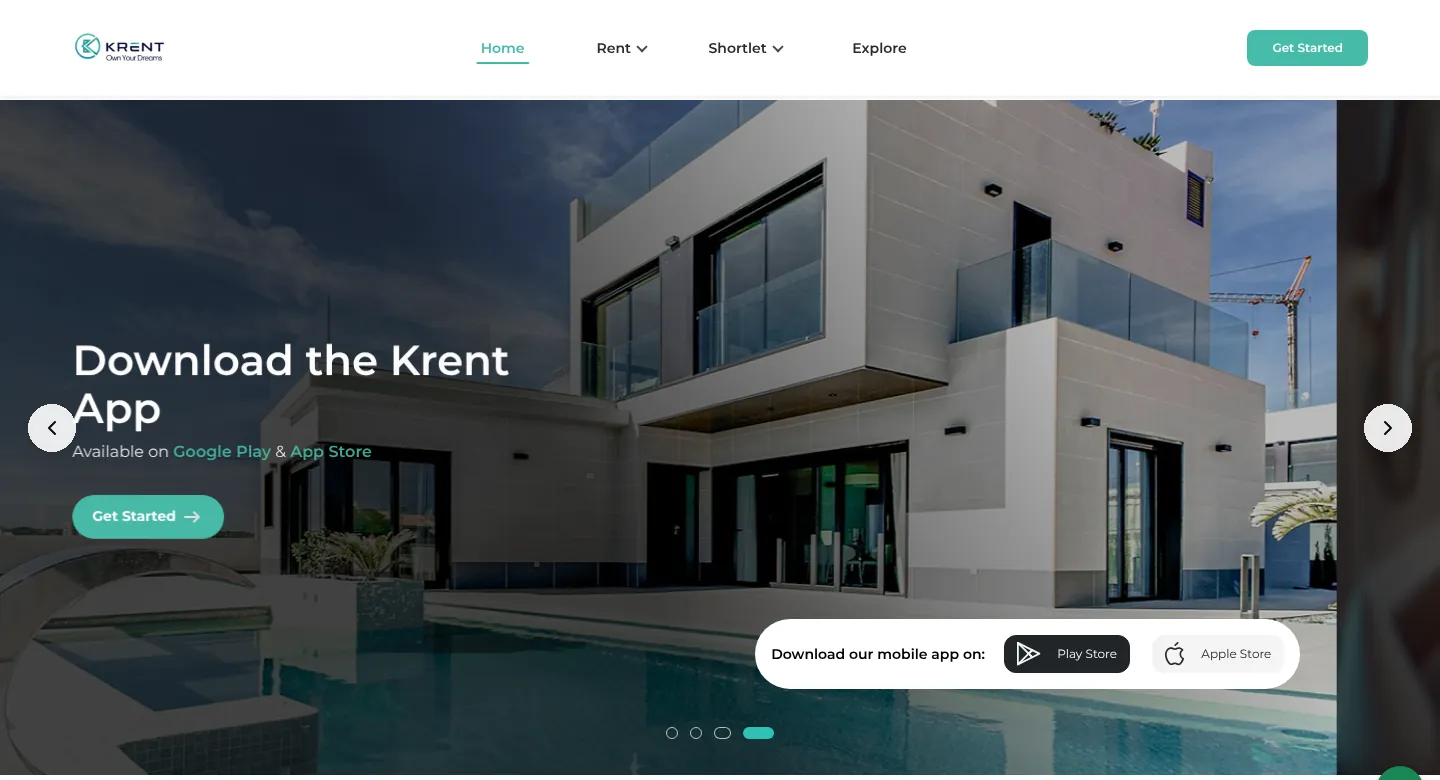 KRENT
Own Your Dreams
Home
Rent
Shortlet
Explore
Get Started
Download the Krent
App
Available on Google Play & App Store
Get Started
Download our mobile app on:
Play Store
Apple Store